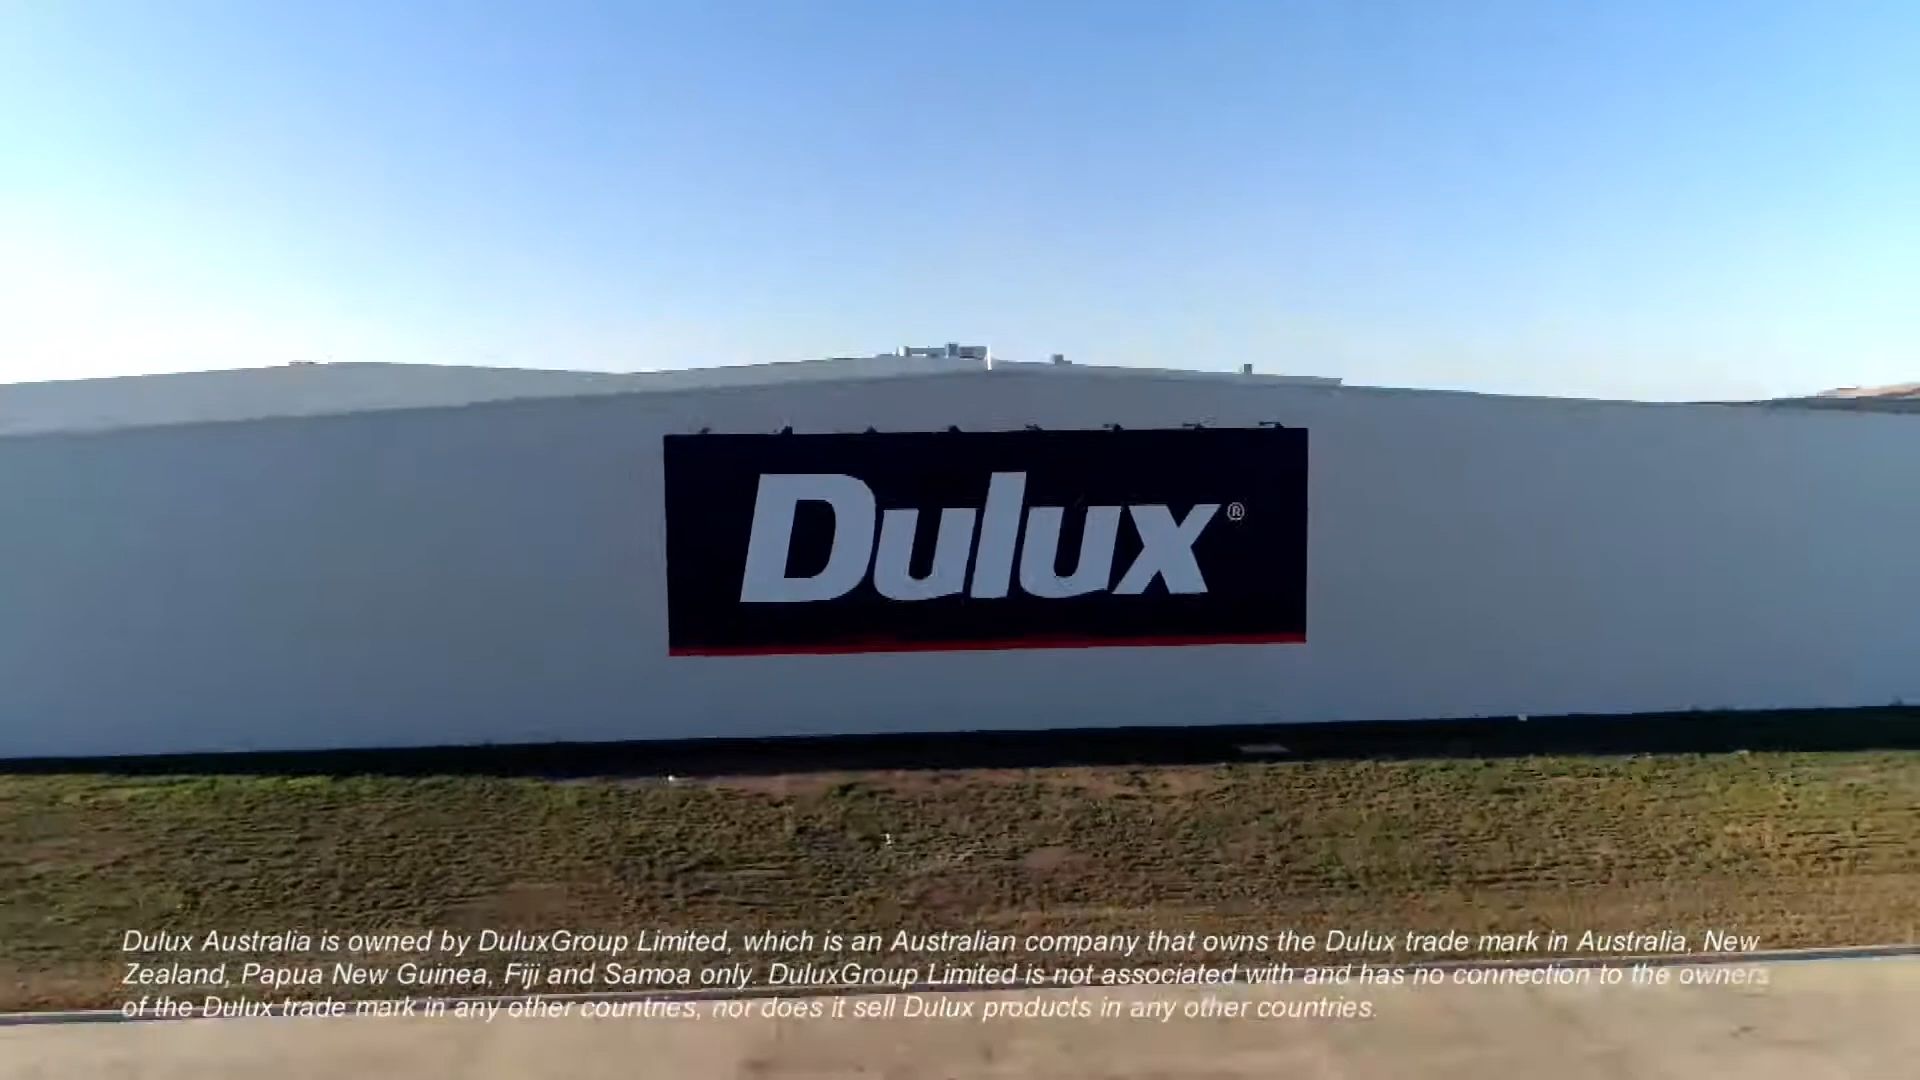 Dulux®
Dulux Australia is owned by DuluxGroup Limited, which is an Australian company that owns the Dulux trade mark in Australia, New
Zealand, Papua New Guinea, Fiji and Samoa only. DuluxGroup Limited is not associated with and has no connection to the owners
of the Dulux trade mark in any other countries, nor does it sell Dulux products in any other countries.